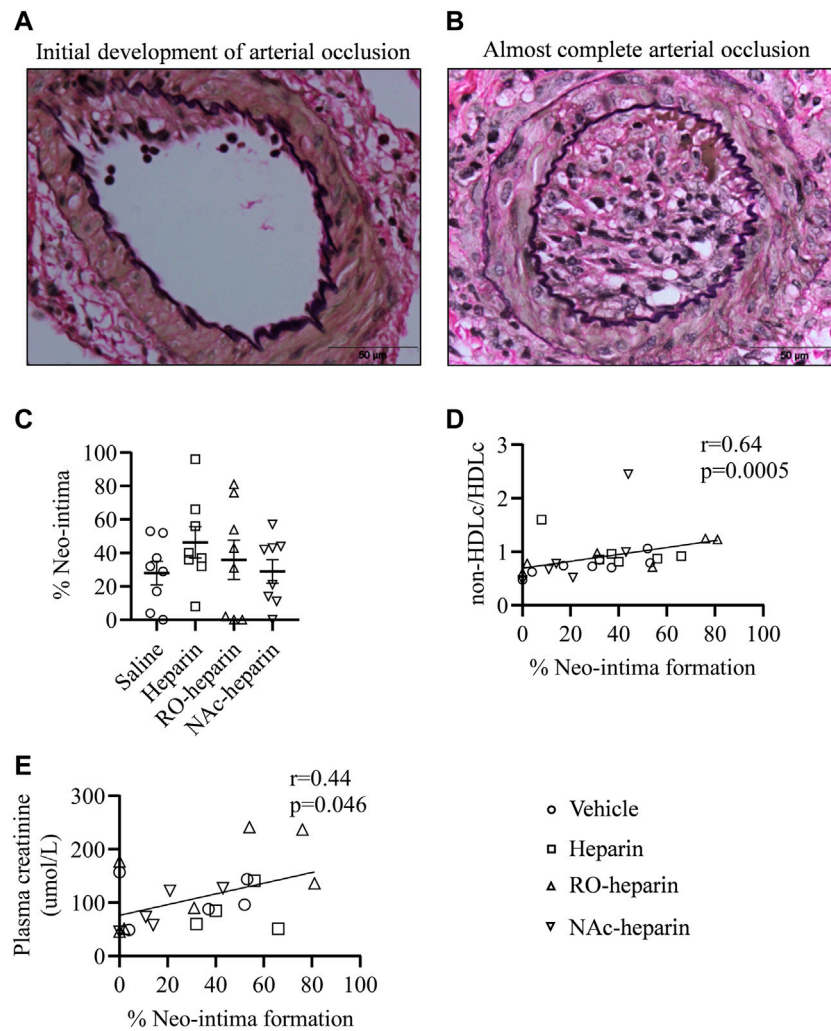 A
Initial development of arterial occlusion
50 µm
B
Almost complete arterial occlusion
50 µm
C
% Neo-intima
100
80
60
40
20
0
Saline
Heparin
RO-heparin
NAc-heparin
D
non-HDLc/HDLc
3
2
1
0
0 20 40 60 80 100
% Neo-intima formation
r=0.64
p=0.0005
E
Plasma creatinine
(umol/L)
300
200
100
0
0 20 40 60 80 100
% Neo-intima formation
r=0.44
p=0.046
Vehicle
Heparin
RO-heparin
NAc-heparin